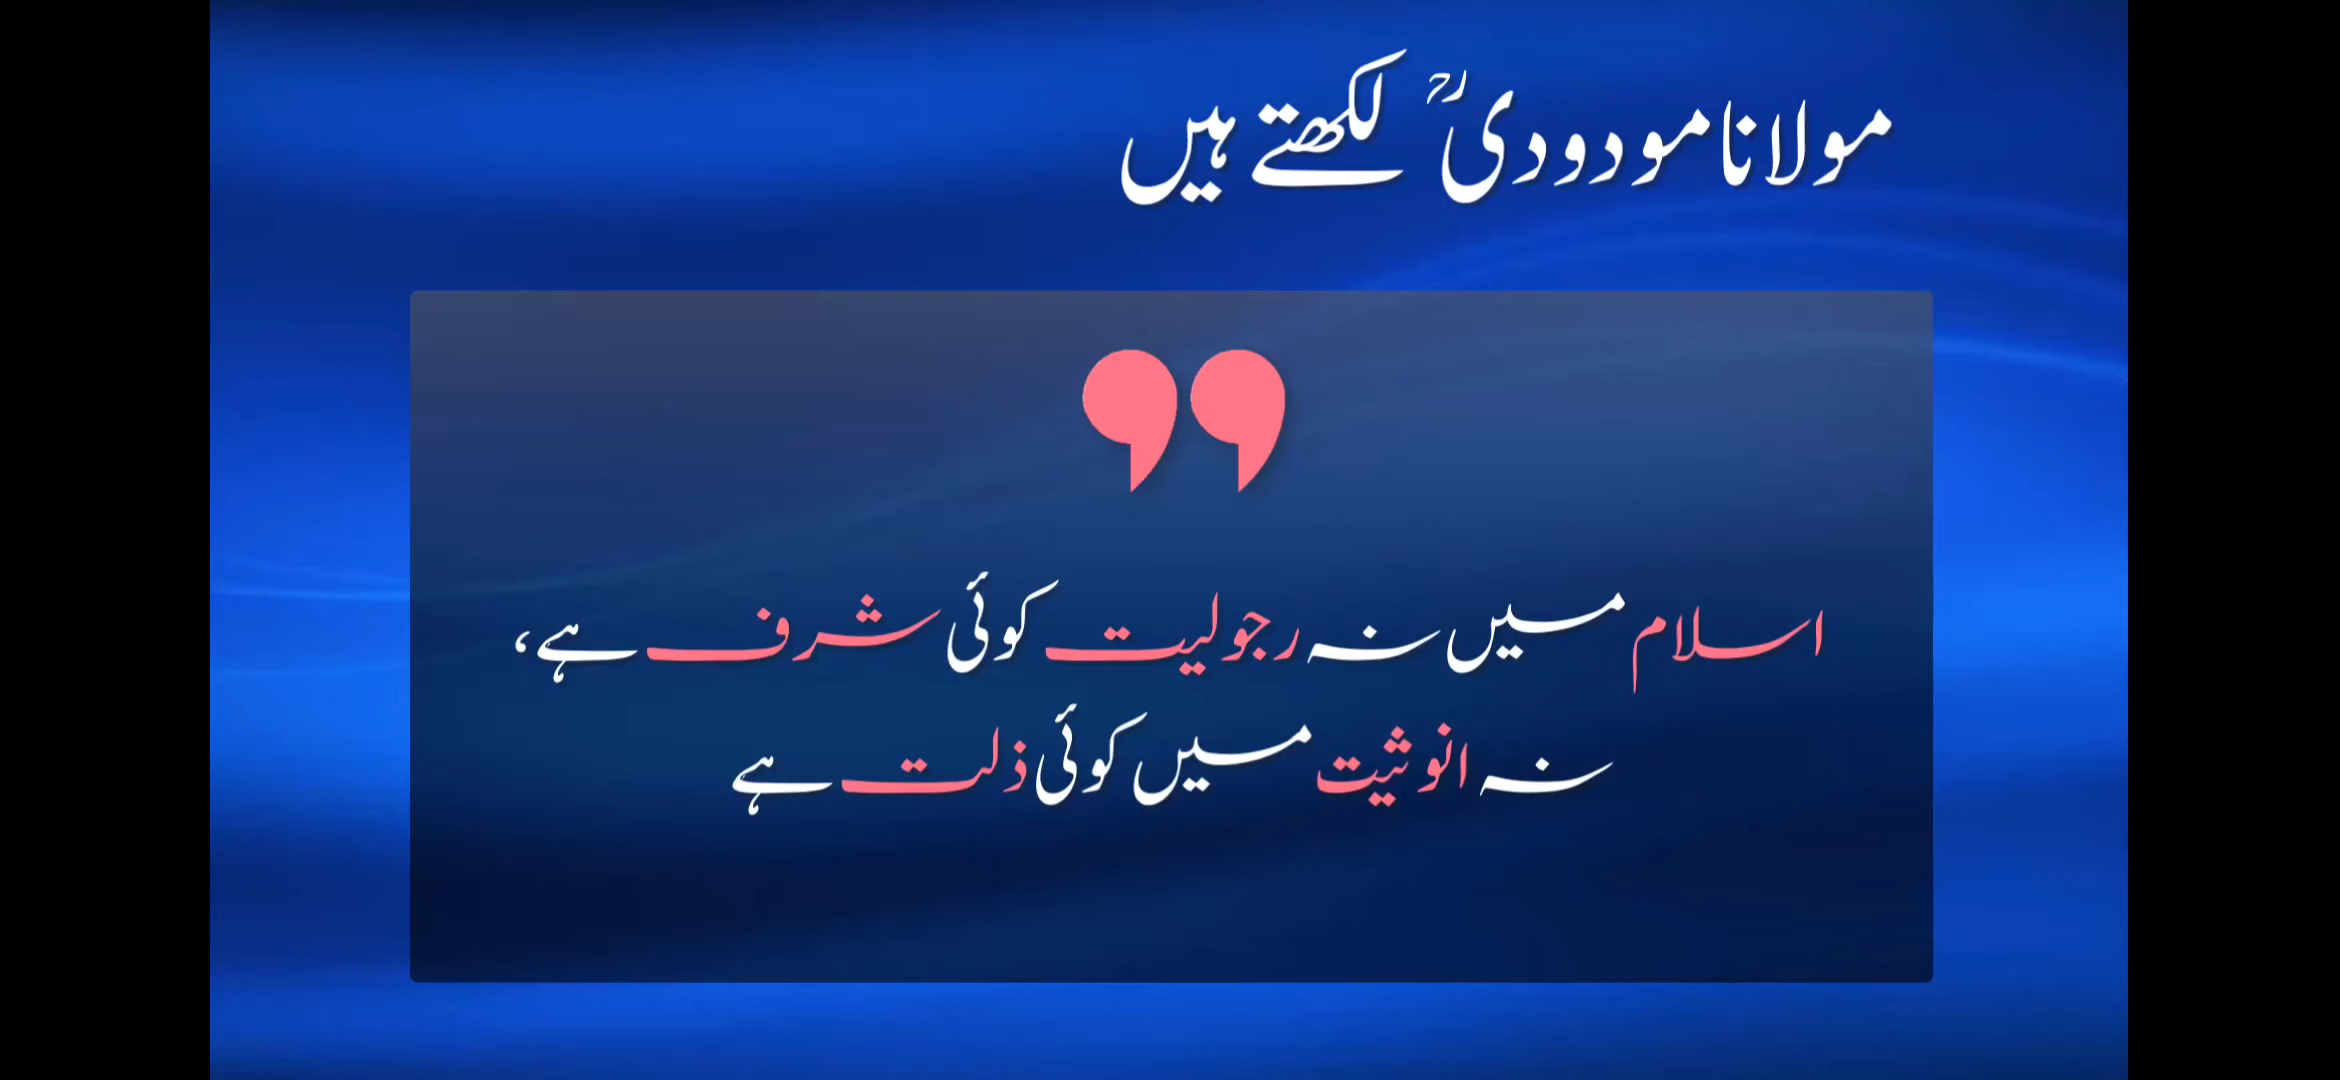 مولانا مودودیؒ لکھتے ہیں
اسلام میں نہ رجولیت کوئی شرف ہے،
نہ انوثیت میں کوئی ذلت ہے